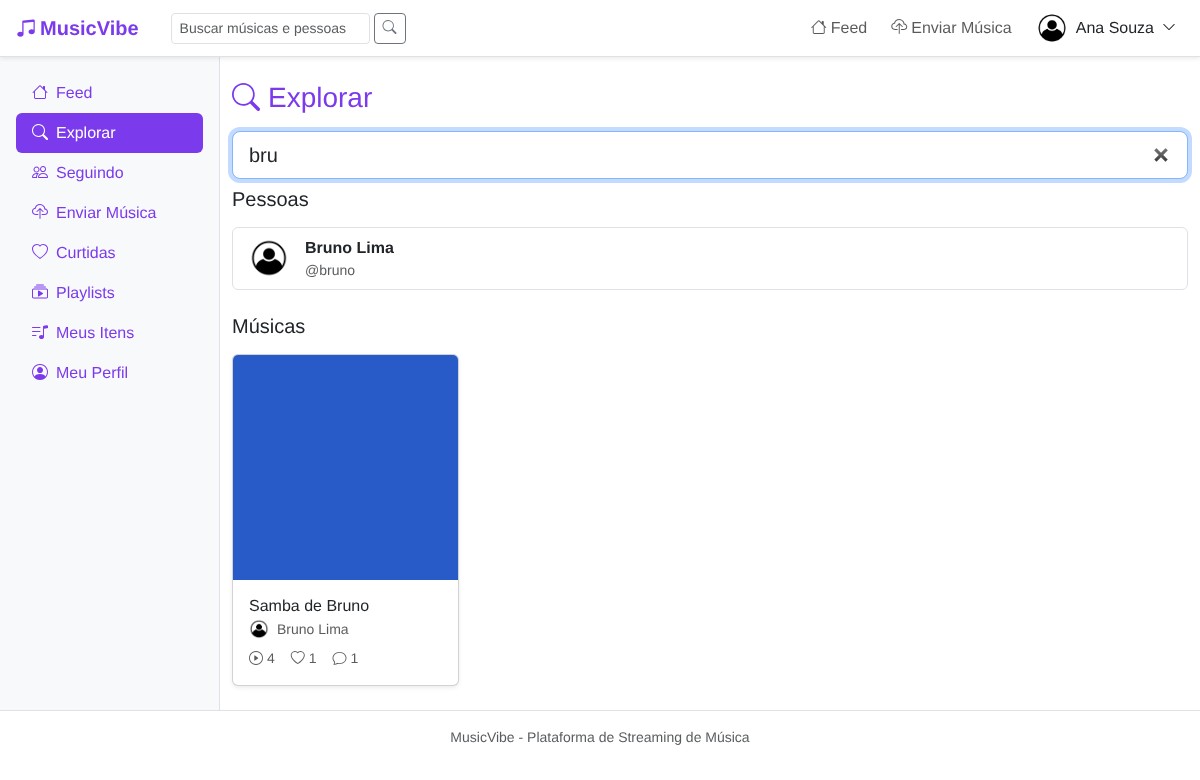 MusicVibe
Buscar músicas e pessoas
Feed
Enviar Música
Ana Souza
Feed
Explorar
Seguindo
Enviar Música
Curtidas
Playlists
Meus Itens
Meu Perfil
Explorar
bru
Pessoas
Bruno Lima
@bruno
Músicas
Samba de Bruno
Bruno Lima
4 1 1
MusicVibe - Plataforma de Streaming de Música